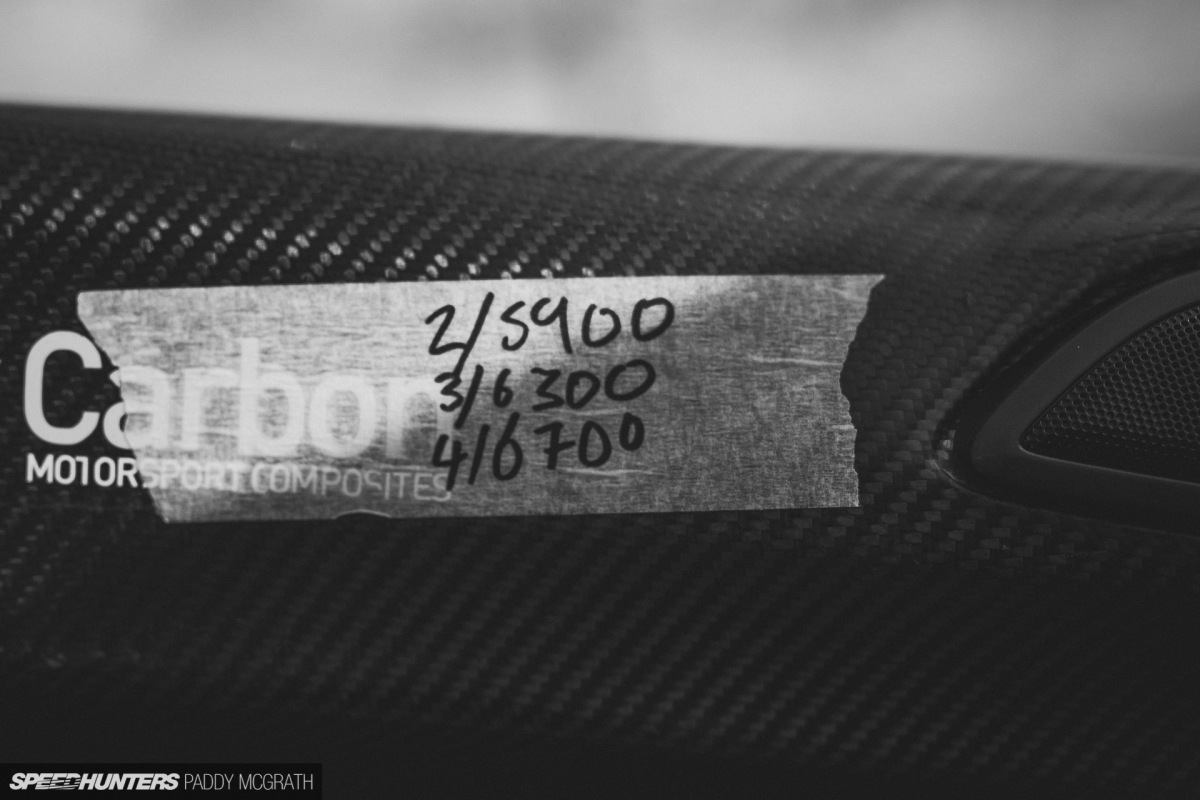 2/5900
3/6300
4/6700
Carbon
MOTORSPORT COMPOSITES
SPEEDHUNTERS PADDY MCGRATH